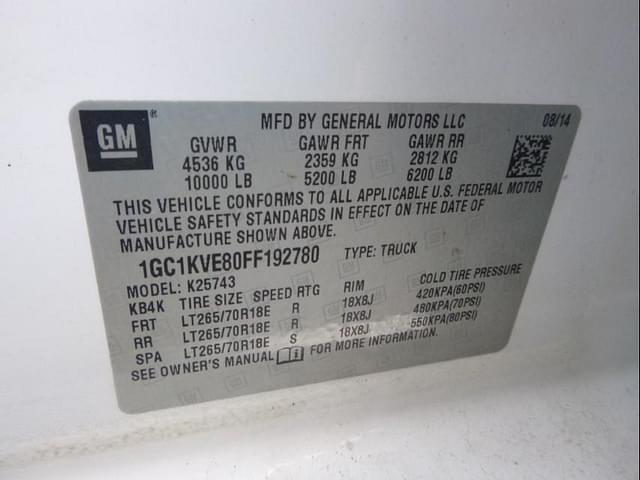 GM ®
MFD BY GENERAL MOTORS LLC 08/14
GVWR GAWR FRT GAWR RR
4536 KG 2359 KG 2812 KG
10000 LB 5200 LB 6200 LB
THIS VEHICLE CONFORMS TO ALL APPLICABLE U.S. FEDERAL MOTOR
VEHICLE SAFETY STANDARDS IN EFFECT ON THE DATE OF
MANUFACTURE SHOWN ABOVE.
1GC1KVE80FF192780 TYPE: TRUCK
MODEL: K25743
KB4K TIRE SIZE SPEED RTG RIM COLD TIRE PRESSURE
FRT LT265/70R18E R 18X8J 420KPA(60PSI)
RR LT265/70R18E R 18X8J 480KPA(70PSI)
SPA LT265/70R18E S 18X8J 550KPA(80PSI)
SEE OWNER'S MANUAL FOR MORE INFORMATION.